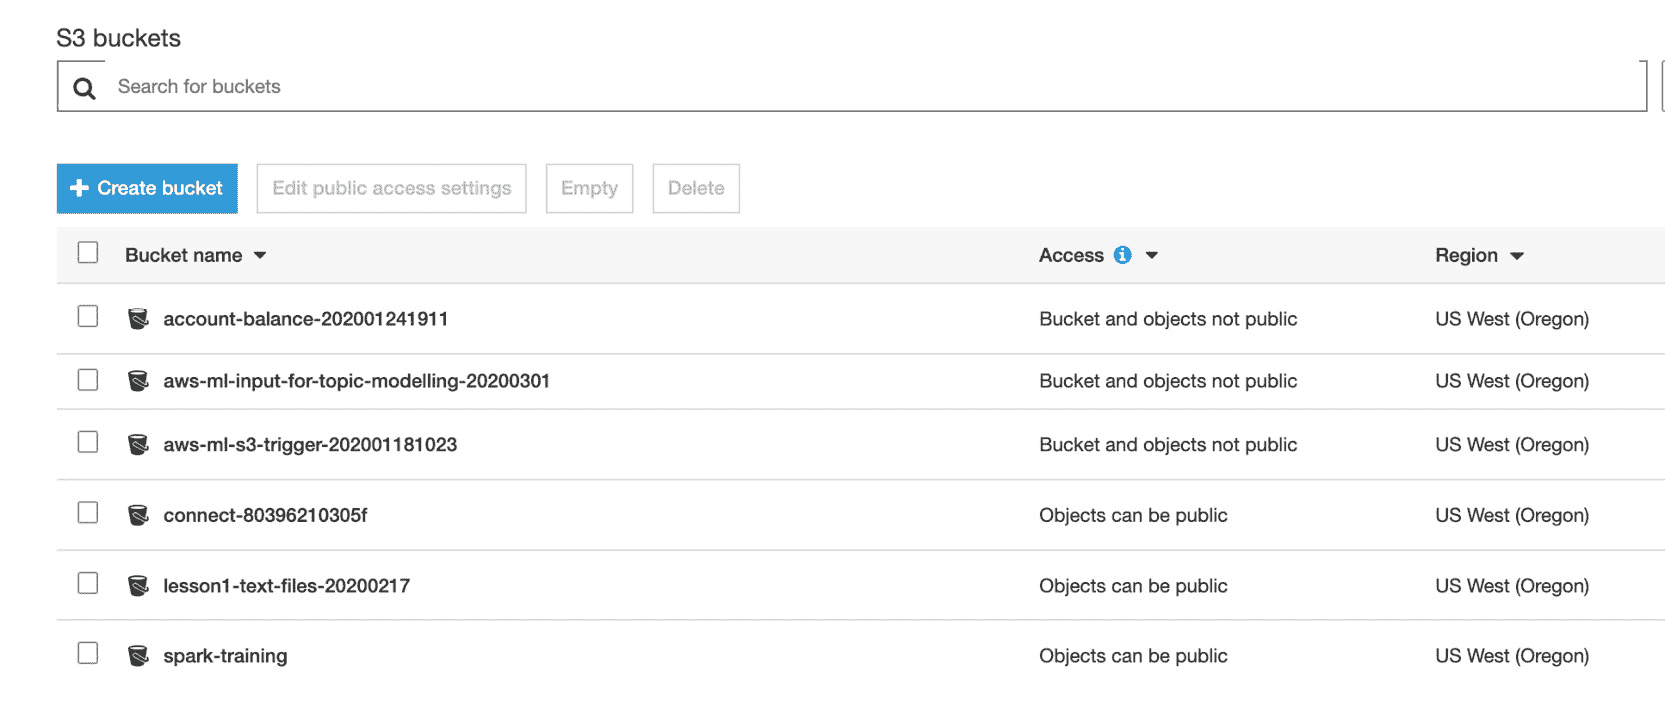 S3 buckets
Search for buckets
Create bucket Edit public access settings Empty Delete
Bucket name Access Region
account-balance-202001241911 Bucket and objects not public US West (Oregon)
aws-ml-input-for-topic-modelling-20200301 Bucket and objects not public US West (Oregon)
aws-ml-s3-trigger-202001181023 Bucket and objects not public US West (Oregon)
connect-80396210305f Objects can be public US West (Oregon)
lesson1-text-files-20200217 Objects can be public US West (Oregon)
spark-training Objects can be public US West (Oregon)